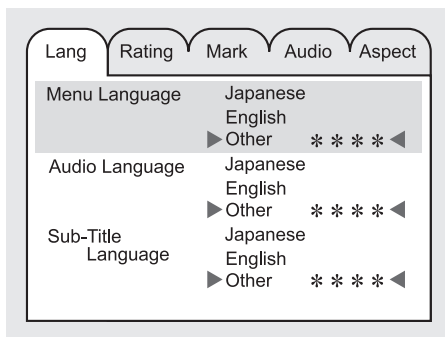 Lang Rating Mark Audio Aspect
Menu Language Japanese
English
▶Other ＊＊＊＊◀
Audio Language Japanese
English
▶Other ＊＊＊＊◀
Sub-Title Japanese
Language English
▶Other ＊＊＊＊◀